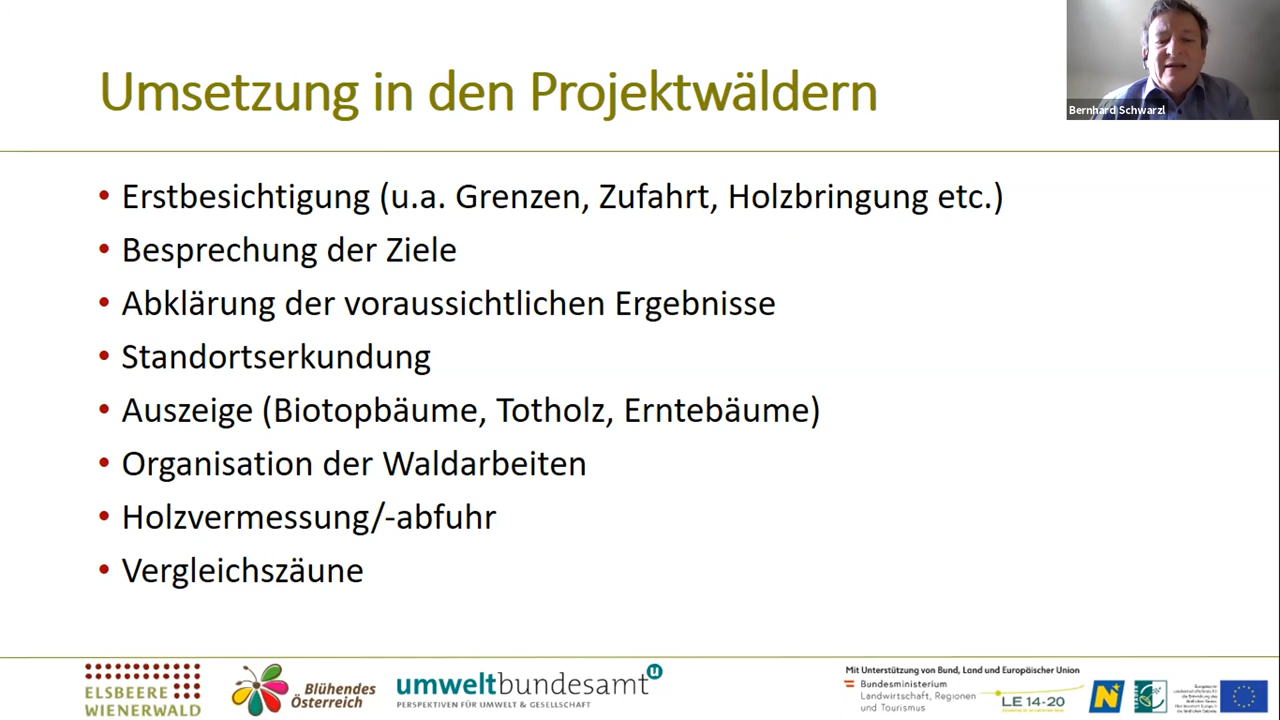 Umsetzung in den Projektwäldern
Bernhard Schwarzl
• Erstbesichtigung (u.a. Grenzen, Zufahrt, Holzbringung etc.)
• Besprechung der Ziele
• Abklärung der voraussichtlichen Ergebnisse
• Standortserkundung
• Auszeige (Biotopbäume, Totholz, Erntebäume)
• Organisation der Waldarbeiten
• Holzvermessung/-abfuhr
• Vergleichszäune
ELSBEERE
WIENERWALD
Blühendes
Österreich
umweltbundesamt
u
PERSPEKTIVEN FÜR UMWELT & GESELLSCHAFT
Mit Unterstützung von Bund, Land und Europäischer Union
Bundesministerium
Landwirtschaft, Regionen
und Tourismus
LE 14-20
N